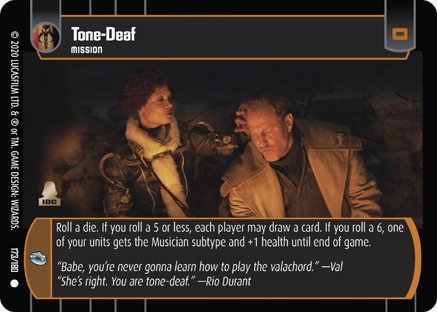 Tone-Deaf
MISSION
© 2020 LUCASFILM LTD. & ® or TM. GAME DESIGN: WIZARDS.
173/180
IDC
Roll a die. If you roll a 5 or less, each player may draw a card. If you roll a 6, one
of your units gets the Musician subtype and +1 health until end of game.
"Babe, you're never gonna learn how to play the valachord." —Val
"She's right. You are tone-deaf." —Rio Durant